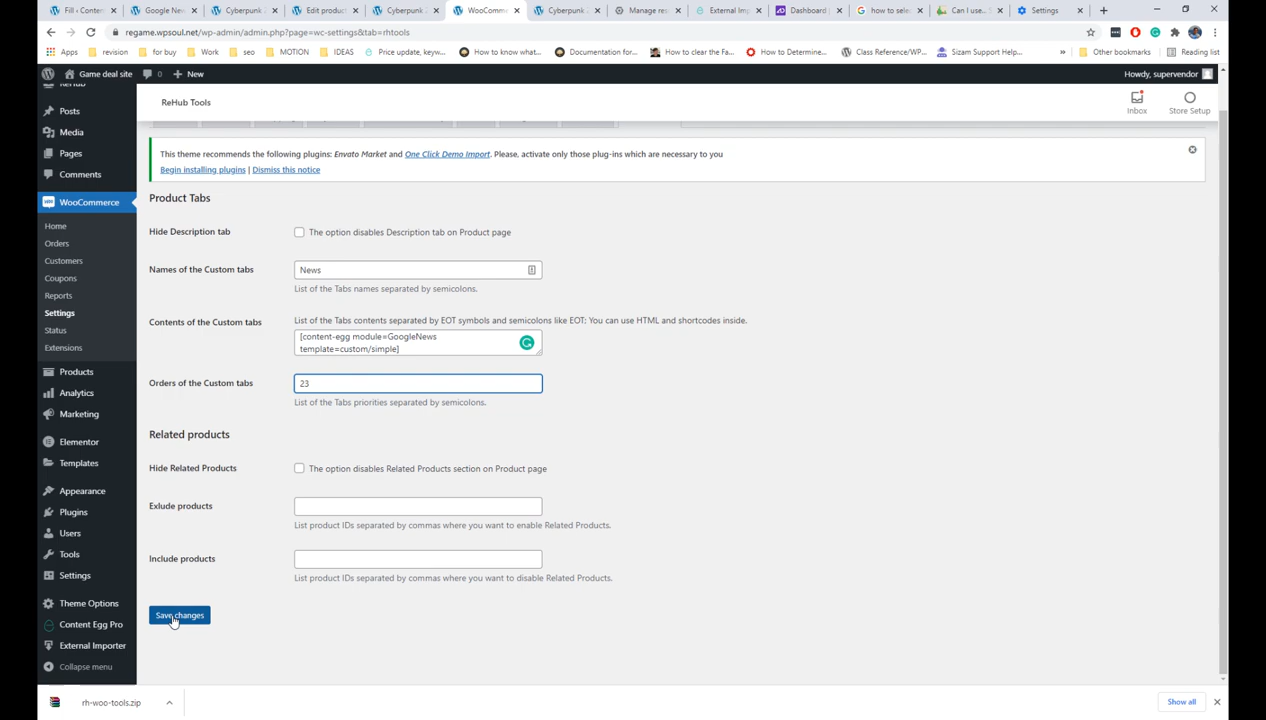 Fill < Conten
Google New
Cyberpunk 2
Edit product
Cyberpunk 2
WooComme
Cyberpunk 2
Manage res
External Imp
Dashboard |
how to selec
Can I use...
Settings
regame.wpsoul.net/wp-admin/admin.php?page=wc-settings&tab=rhtools
Apps
revision
for buy
Work
seo
MOTION
IDEAS
Price update, keyw...
How to know what...
Documentation for...
How to clear the Fa...
How to Determine...
Class Reference/WP...
Sizam Support Help...
»
Other bookmarks
Reading list
Game deal site
0
New
Howdy, supervendor
ReHub
Posts
Media
Pages
Comments
WooCommerce
Home
Orders
Customers
Coupons
Reports
Settings
Status
Extensions
Products
Analytics
Marketing
Elementor
Templates
Appearance
Plugins
Users
Tools
Settings
Theme Options
Content Egg Pro
External Importer
Collapse menu
ReHub Tools
Inbox
Store Setup
This theme recommends the following plugins: Envato Market and One Click Demo Import. Please, activate only those plug-ins which are necessary to you
Begin installing plugins | Dismiss this notice
Product Tabs
Hide Description tab
The option disables Description tab on Product page
Names of the Custom tabs
News
List of the Tabs names separated by semicolons.
Contents of the Custom tabs
List of the Tabs contents separated by EOT symbols and semicolons like EOT; You can use HTML and shortcodes inside.
[content-egg module=GoogleNews
template=custom/simple]
Orders of the Custom tabs
23
List of the Tabs priorities separated by semicolons.
Related products
Hide Related Products
The option disables Related Products section on Product page
Exlude products
List product IDs separated by commas where you want to enable Related Products.
Include products
List product IDs separated by commas where you want to disable Related Products.
Save changes
rh-woo-tools.zip
Show all